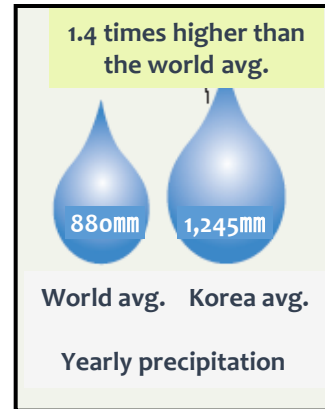 1.4 times higher than
the world avg.
880㎜
1,245㎜
World avg.
Korea avg.
Yearly precipitation